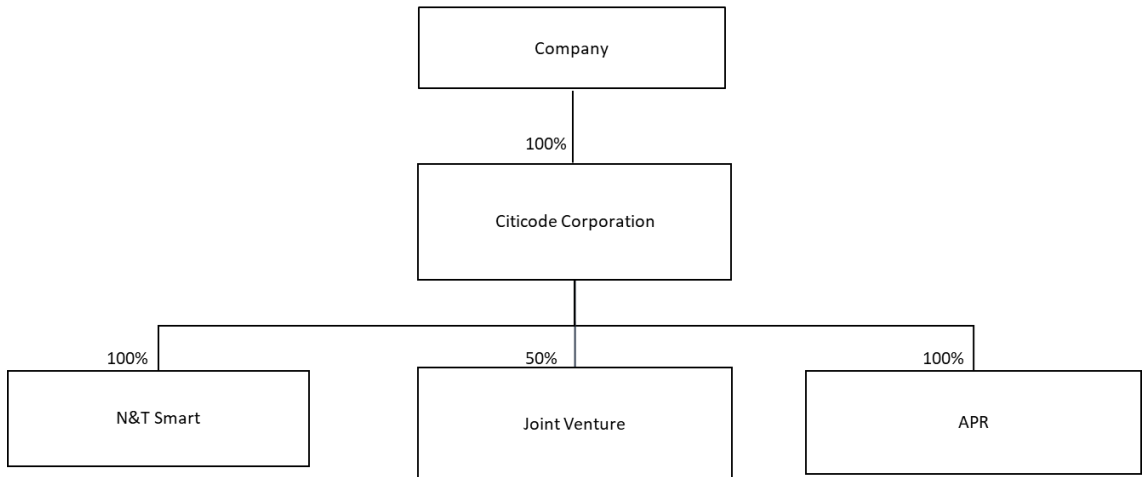 Company
100%
Citicode Corporation
100%
50%
100%
N&T Smart
Joint Venture
APR